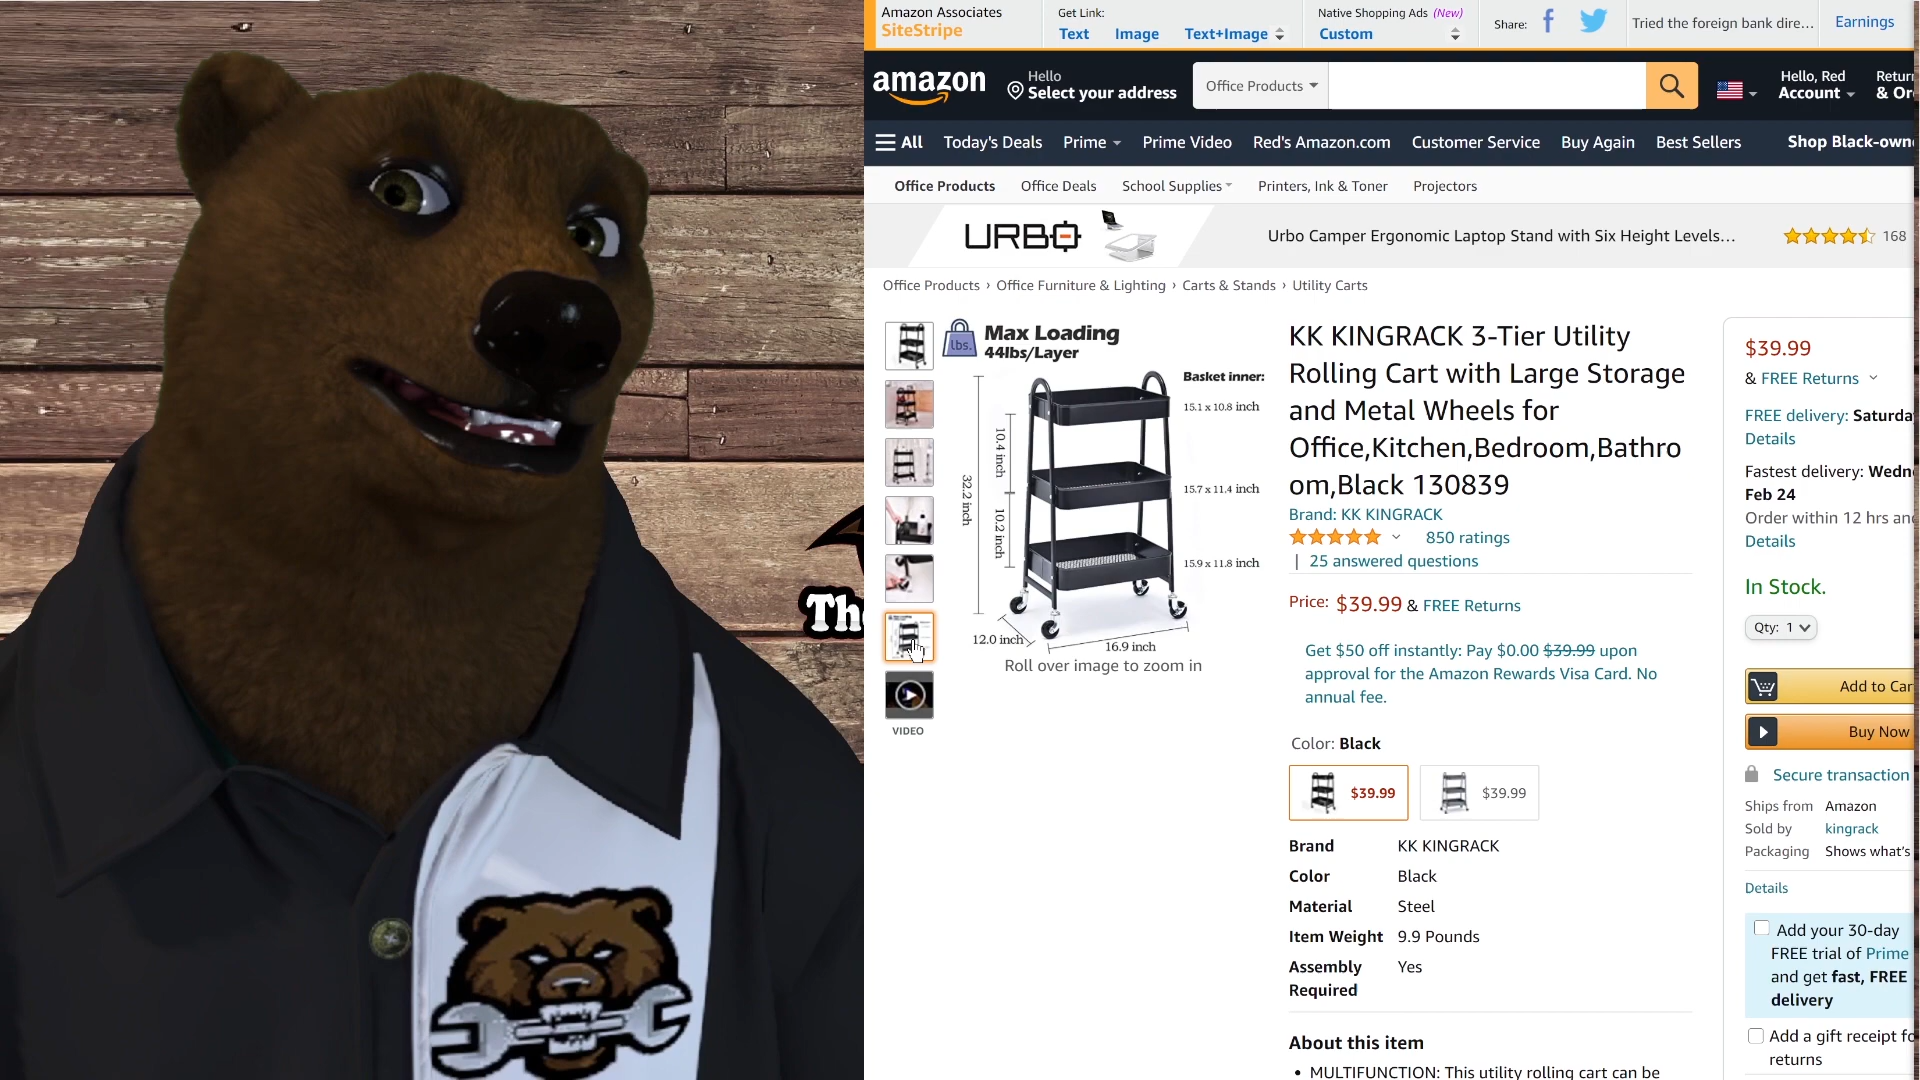 Amazon Associates
SiteStripe
Get Link:
Text Image Text+Image
Native Shopping Ads (New)
Custom
Share:
Tried the foreign bank dire...
Earnings
amazon
Hello
Select your address
Office Products
Hello, Red
Account
Retur
& Or
All Today's Deals Prime Prime Video Red's Amazon.com Customer Service Buy Again Best Sellers Shop Black-own
Office Products Office Deals School Supplies Printers, Ink & Toner Projectors
URBO
Urbo Camper Ergonomic Laptop Stand with Six Height Levels...
168
Office Products › Office Furniture & Lighting › Carts & Stands › Utility Carts
lbs.
Max Loading
44lbs/Layer
Basket inner:
15.1 x 10.8 inch
10.4 inch
32.2 inch
15.7 x 11.4 inch
10.2 inch
15.9 x 11.8 inch
12.0 inch
16.9 inch
Roll over image to zoom in
VIDEO
The
KK KINGRACK 3-Tier Utility
Rolling Cart with Large Storage
and Metal Wheels for
Office,Kitchen,Bedroom,Bathro
om,Black 130839
Brand: KK KINGRACK
850 ratings
| 25 answered questions
Price: $39.99 & FREE Returns
Get $50 off instantly: Pay $0.00 $39.99 upon
approval for the Amazon Rewards Visa Card. No
annual fee.
Color: Black
$39.99
$39.99
Brand KK KINGRACK
Color Black
Material Steel
Item Weight 9.9 Pounds
Assembly Required Yes
About this item
• MULTIFUNCTION: This utility rolling cart can be
$39.99
& FREE Returns
FREE delivery: Saturda
Details
Fastest delivery: Wedn
Feb 24
Order within 12 hrs an
Details
In Stock.
Qty: 1
Add to Car
Buy Now
Secure transaction
Ships from Amazon
Sold by kingrack
Packaging Shows what's
Details
Add your 30-day
FREE trial of Prime
and get fast, FREE
delivery
Add a gift receipt fo
returns